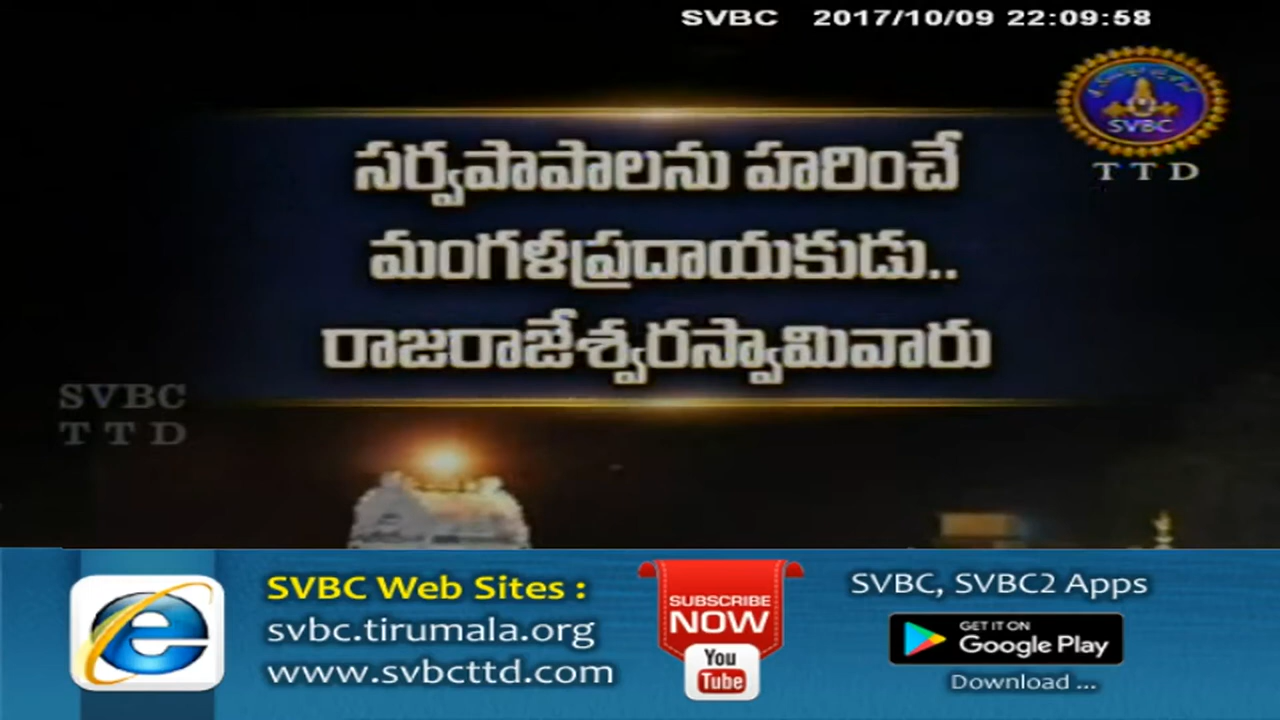 SVBC 2017/10/09 22:09:58
SVBC
T T D
సర్వపాపాలను హరించే
మంగళప్రదాయకుడు..
రాజరాజేశ్వరస్వామివారు
SVBC
T T D
SVBC Web Sites :
svbc.tirumala.org
www.svbcttd.com
SUBSCRIBE
NOW
You
Tube
SVBC, SVBC2 Apps
GET IT ON
Google Play
Download ...